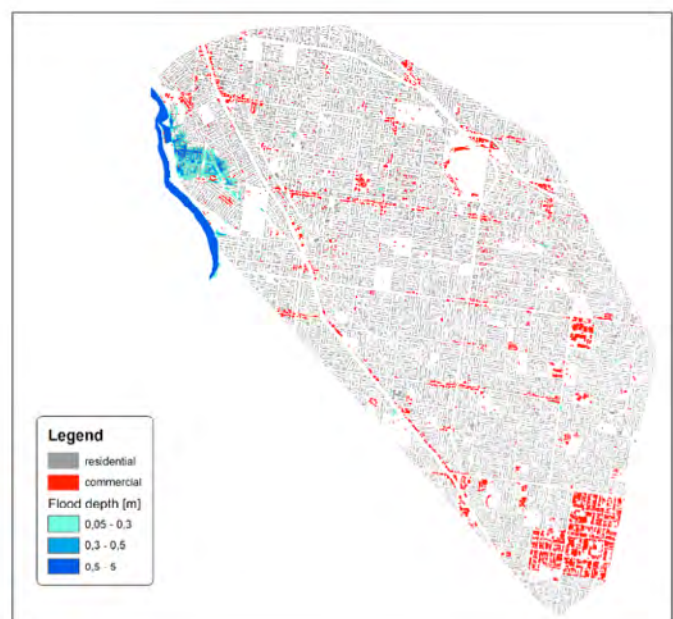 Legend
residential
commercial
Flood depth [m]
0,05 - 0,3
0,3 - 0,5
0,5 - 5